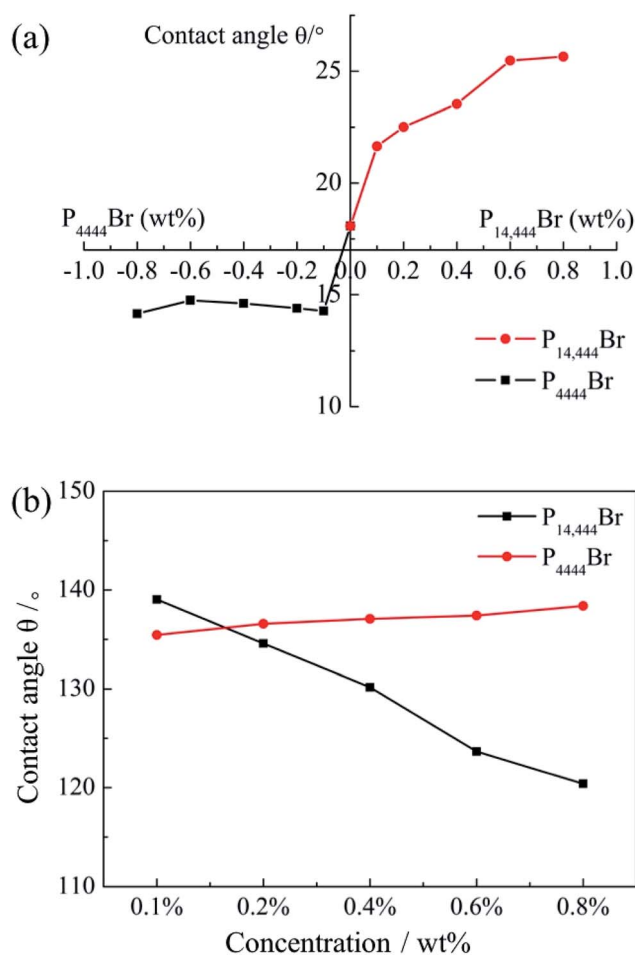 (a)
Contact angle θ/°
25
20
P4444Br (wt%) P14,444Br (wt%)
-1.0 -0.8 -0.6 -0.4 -0.2 0.0 0.2 0.4 0.6 0.8 1.0
15
P14,444Br
P4444Br
10
(b)
150
P14,444Br
P4444Br
140
130
120
110
Contact angle θ /°
0.1% 0.2% 0.4% 0.6% 0.8%
Concentration / wt%